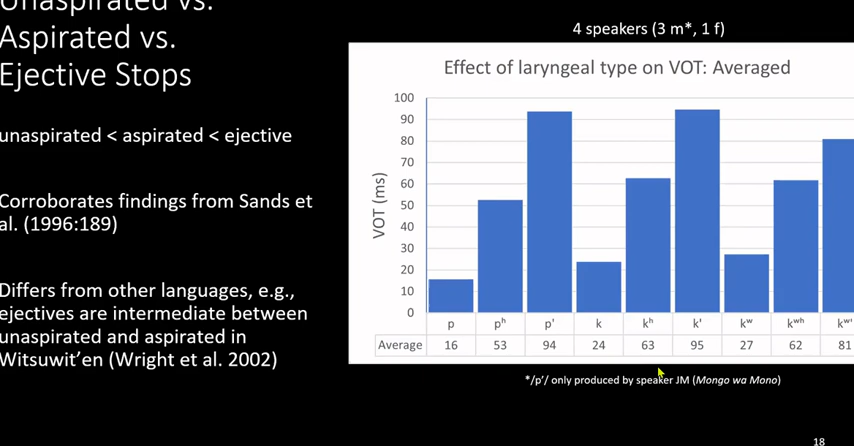 Unaspirated vs.
Aspirated vs.
Ejective Stops
unaspirated < aspirated < ejective
Corroborates findings from Sands et
al. (1996:189)
Differs from other languages, e.g.,
ejectives are intermediate between
unaspirated and aspirated in
Witsuwit’en (Wright et al. 2002)
4 speakers (3 m*, 1 f)
Effect of laryngeal type on VOT: Averaged
VOT (ms)
100
90
80
70
60
50
40
30
20
10
0
p pʰ p' k kʰ k' kʷ kʷʰ kʷ'
Average 16 53 94 24 63 95 27 62 81
*/p’/ only produced by speaker JM (Mongo wa Mono)
18